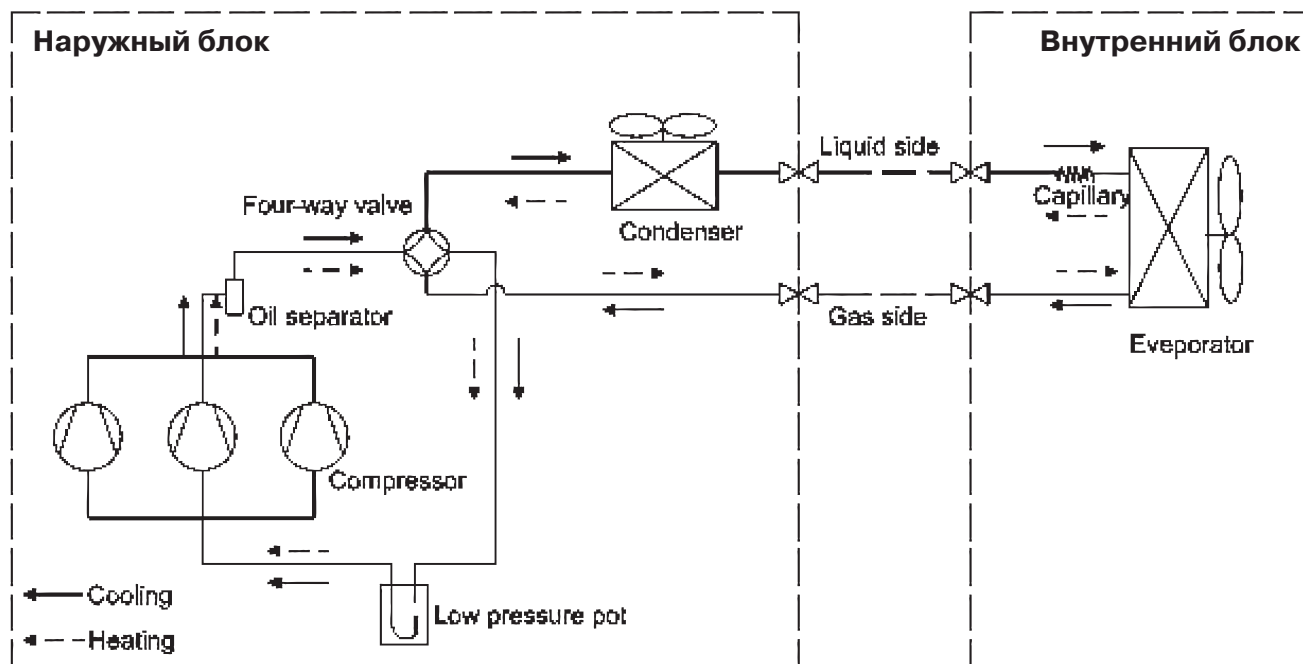 Наружный блок
Внутренний блок
Liquid side
Capillary
Four-way valve
Condenser
Oil separator
Gas side
Eveporator
Compressor
Cooling
Low pressure pot
Heating